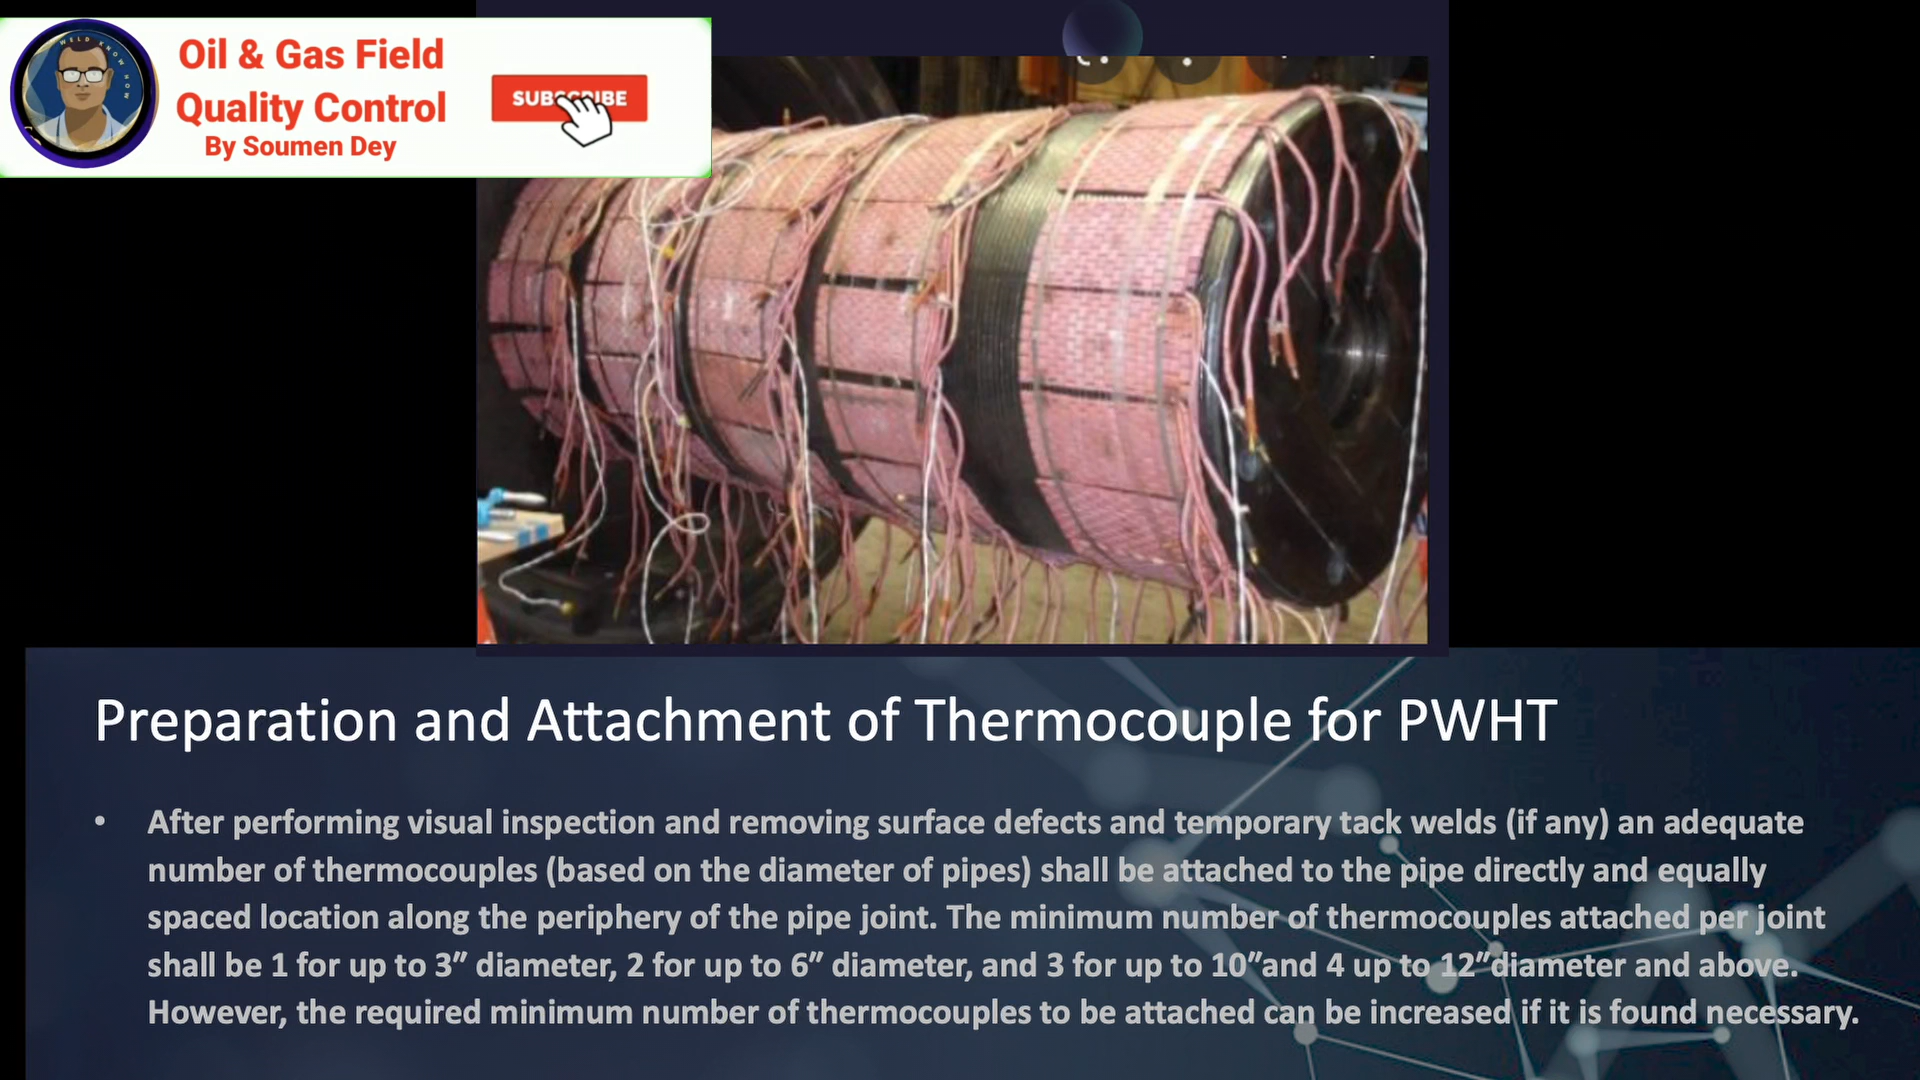 WELD KNOW HOW
Oil & Gas Field
Quality Control
By Soumen Dey
SUBSCRIBE
Preparation and Attachment of Thermocouple for PWHT
• After performing visual inspection and removing surface defects and temporary tack welds (if any) an adequate
number of thermocouples (based on the diameter of pipes) shall be attached to the pipe directly and equally
spaced location along the periphery of the pipe joint. The minimum number of thermocouples attached per joint
shall be 1 for up to 3″ diameter, 2 for up to 6″ diameter, and 3 for up to 10″and 4 up to 12″diameter and above.
However, the required minimum number of thermocouples to be attached can be increased if it is found necessary.